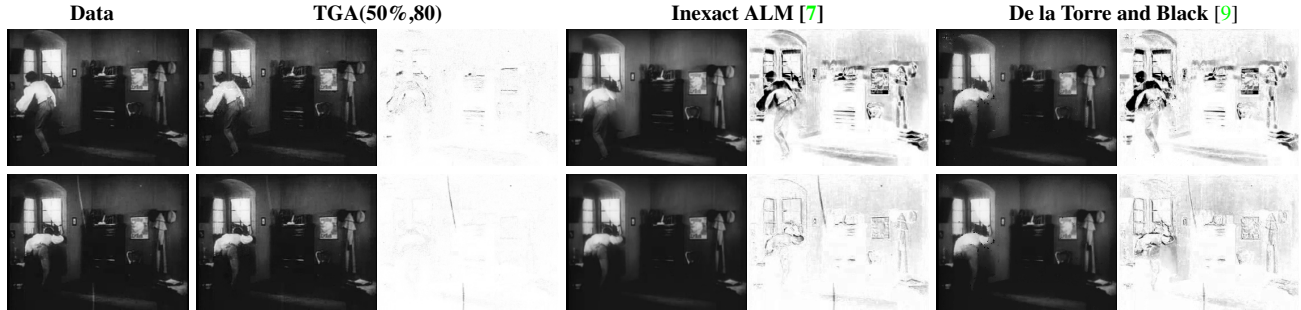 Data TGA(50%,80) Inexact ALM [7] De la Torre and Black [9]